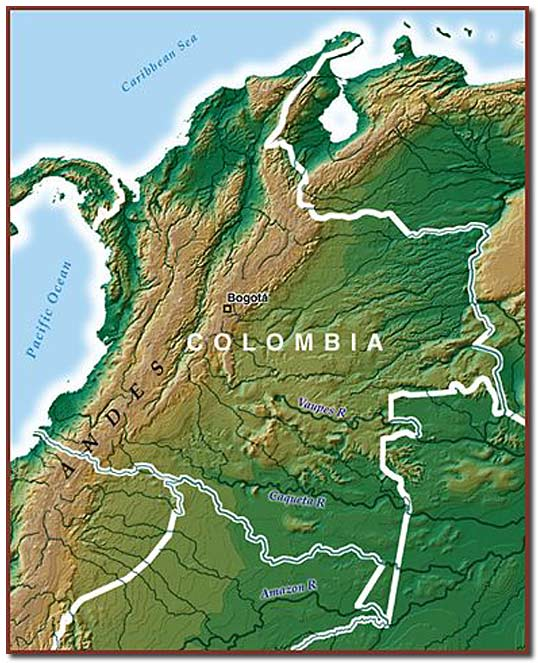 Caribbean Sea
Pacific Ocean
Bogotá
COLOMBIA
ANDES
Vaupes R
Caqueta R
Amazon R